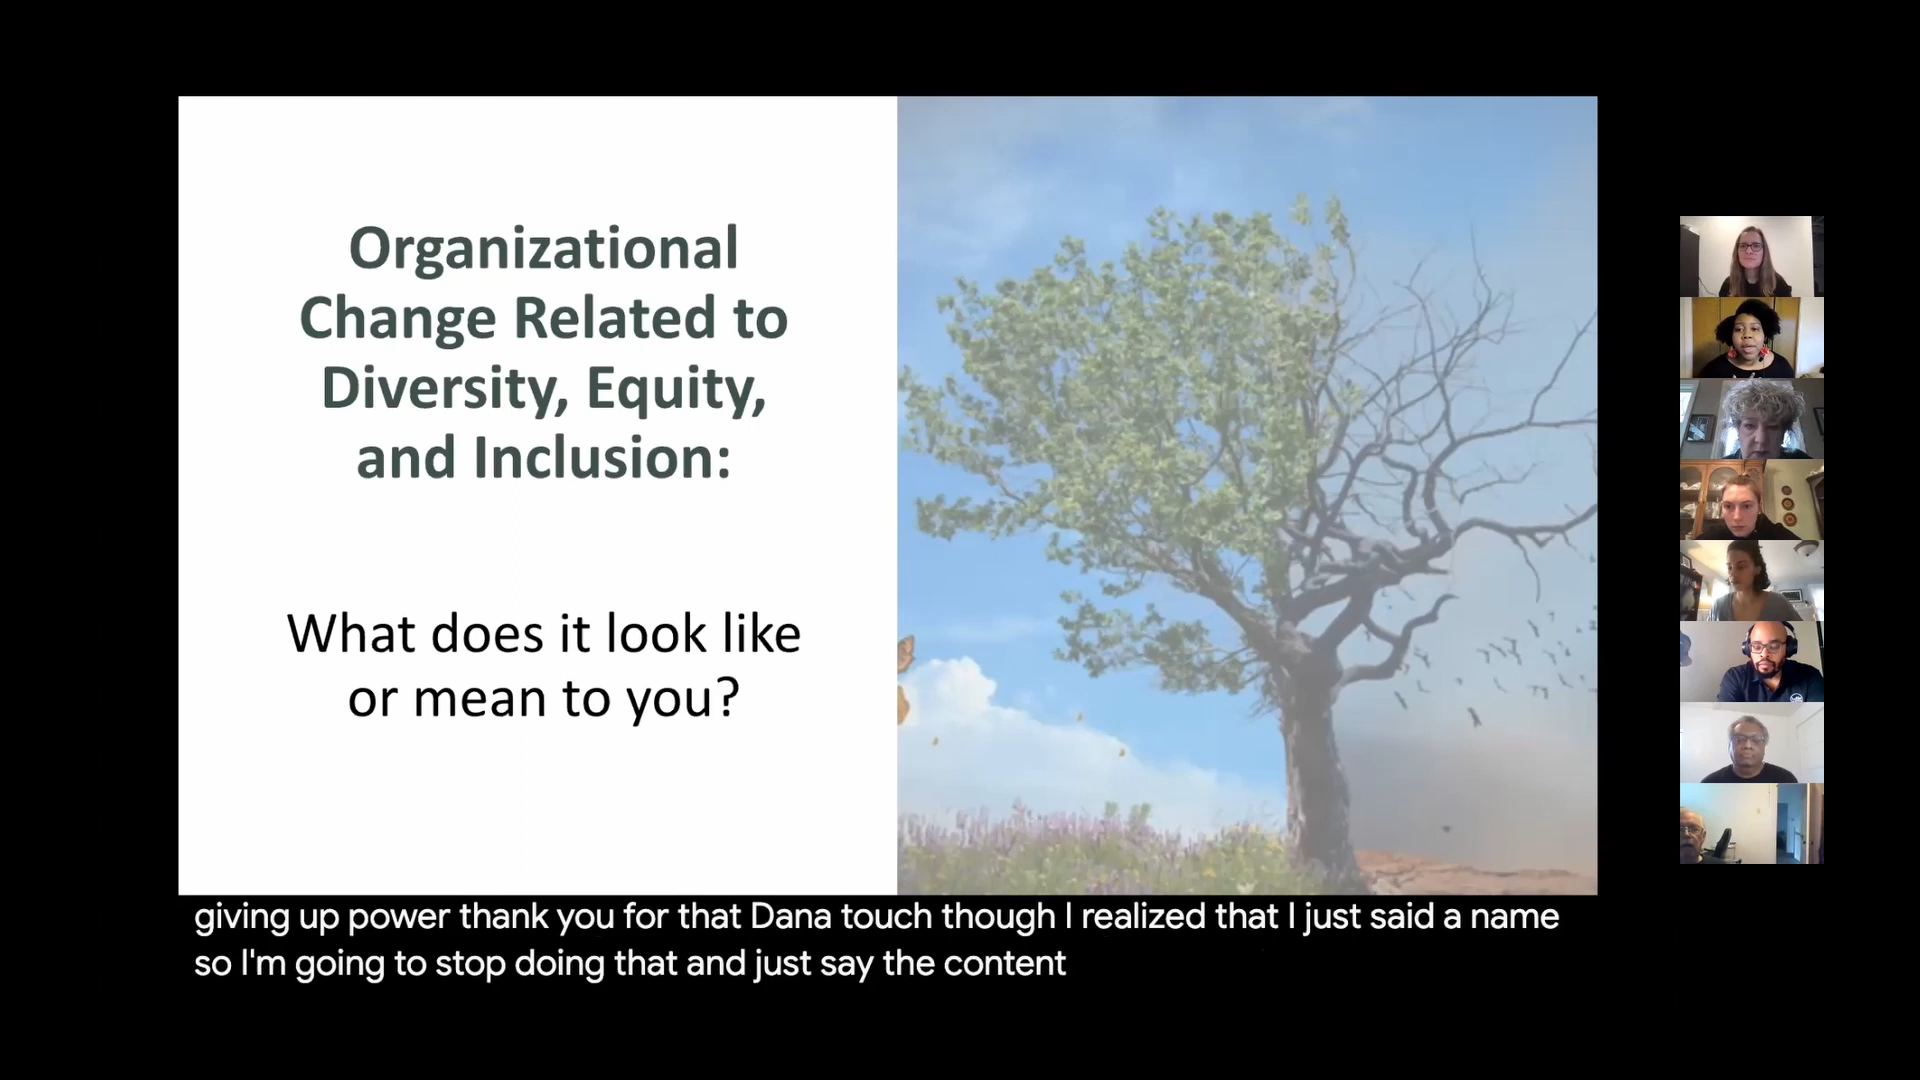 Organizational
Change Related to
Diversity, Equity,
and Inclusion:
What does it look like
or mean to you?
giving up power thank you for that Dana touch though I realized that I just said a name
so I'm going to stop doing that and just say the content